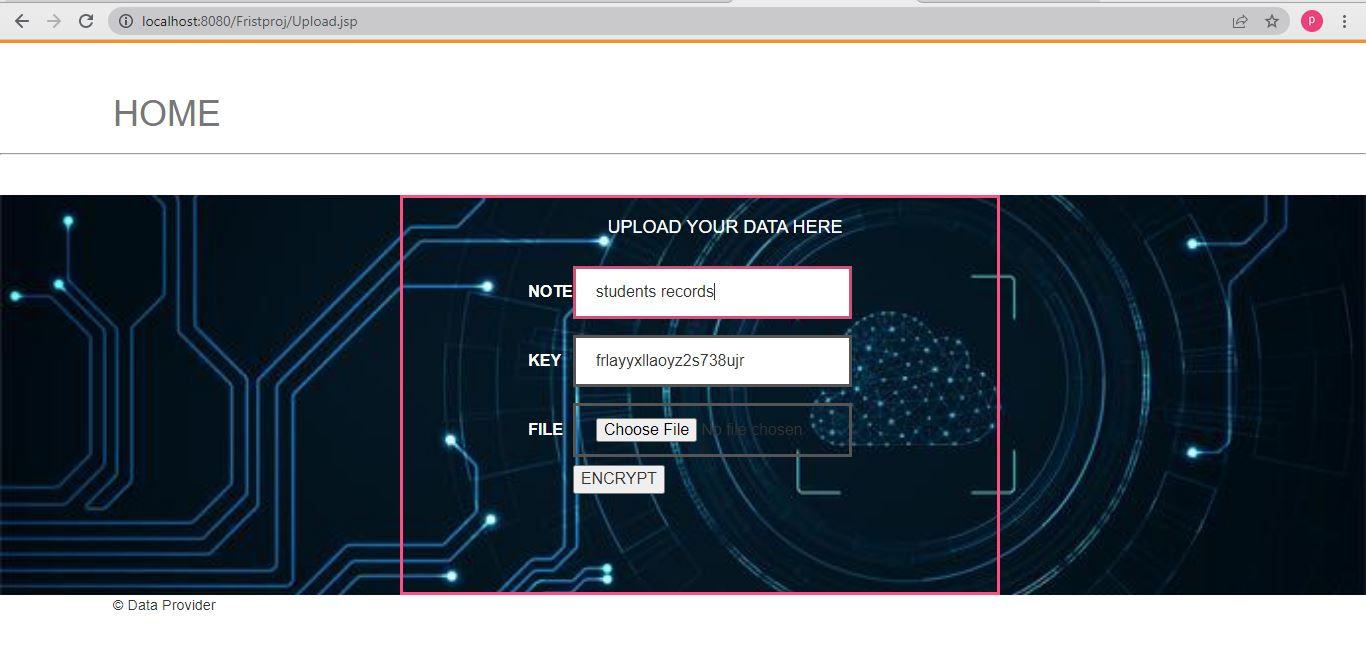 localhost:8080/Fristproj/Upload.jsp
P
HOME
UPLOAD YOUR DATA HERE
NOTE students records
KEY frlayyxllaoyz2s738ujr
FILE Choose File No file chosen
ENCRYPT
© Data Provider